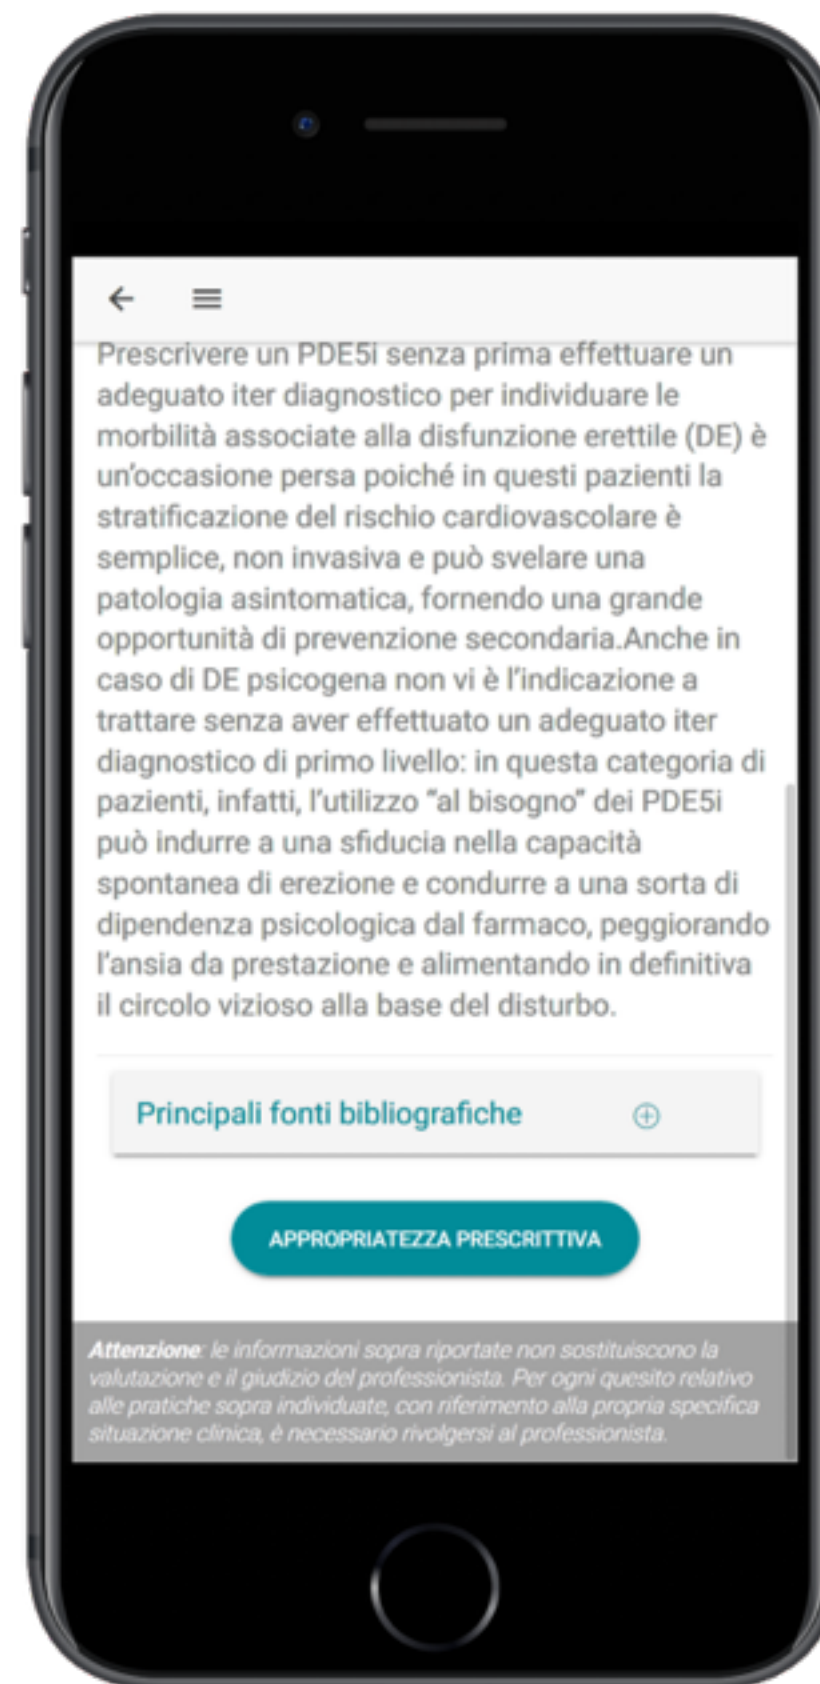 Prescrivere un PDE5i senza prima effettuare un
adeguato iter diagnostico per individuare le
morbilità associate alla disfunzione erettile (DE) è
un'occasione persa poiché in questi pazienti la
stratificazione del rischio cardiovascolare è
semplice, non invasiva e può svelare una
patologia asintomatica, fornendo una grande
opportunità di prevenzione secondaria.Anche in
caso di DE psicogena non vi è l'indicazione a
trattare senza aver effettuato un adeguato iter
diagnostico di primo livello: in questa categoria di
pazienti, infatti, l'utilizzo “al bisogno” dei PDE5i
può indurre a una sfiducia nella capacità
spontanea di erezione e condurre a una sorta di
dipendenza psicologica dal farmaco, peggiorando
l'ansia da prestazione e alimentando in definitiva
il circolo vizioso alla base del disturbo.
Principali fonti bibliografiche
APPROPRIATEZZA PRESCRITTIVA
Attenzione: le informazioni sopra riportate non sostituiscono la
valutazione e il giudizio del professionista. Per ogni quesito relativo
alle pratiche sopra individuate, con riferimento alla propria specifica
situazione clinica, è necessario rivolgersi al professionista.